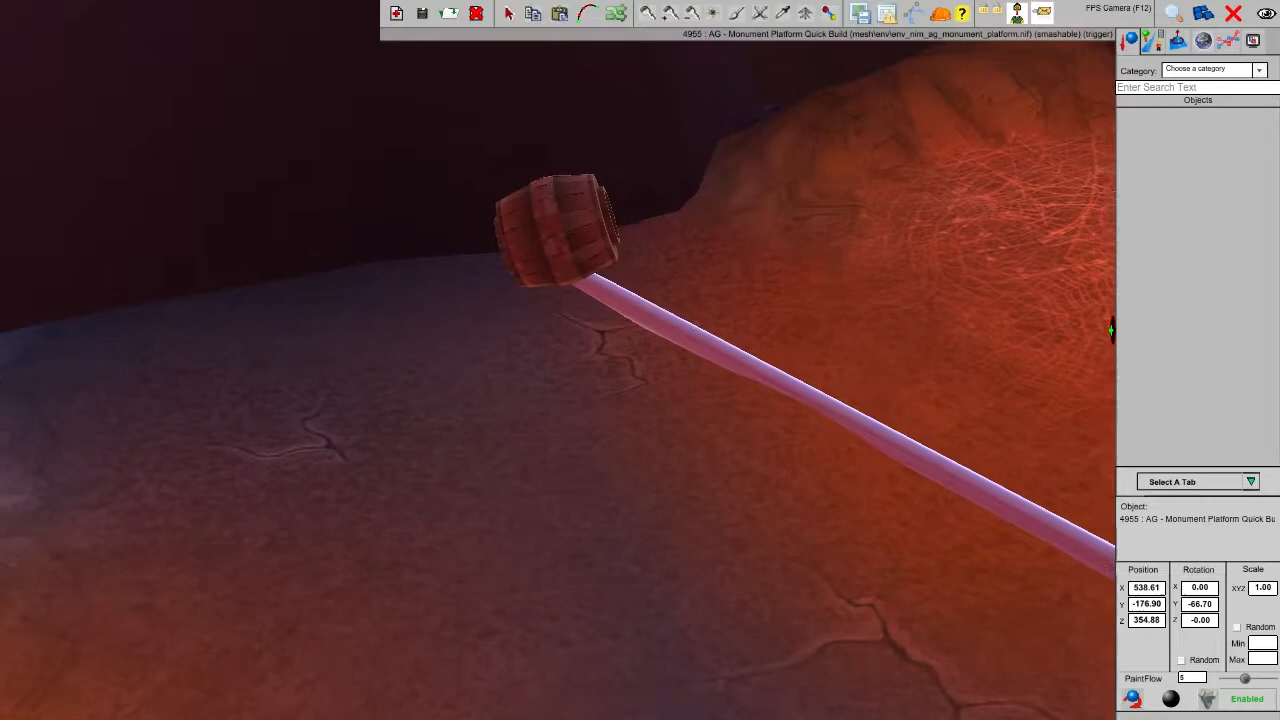 FPS Camera (F12)
4955 : AG - Monument Platform Quick Build (mesh\env\env_nim_ag_monument_platform.nif) (smashable) (trigger)
Category: Choose a category
Enter Search Text
Objects
Select A Tab
Object:
4955 : AG - Monument Platform Quick Bu
Position Rotation Scale
X 538.61 X 0.00 XYZ 1.00
Y -176.90 Y -66.70
Z 354.88 Z -0.00
Random
Min
Random Max
PaintFlow 5
Enabled